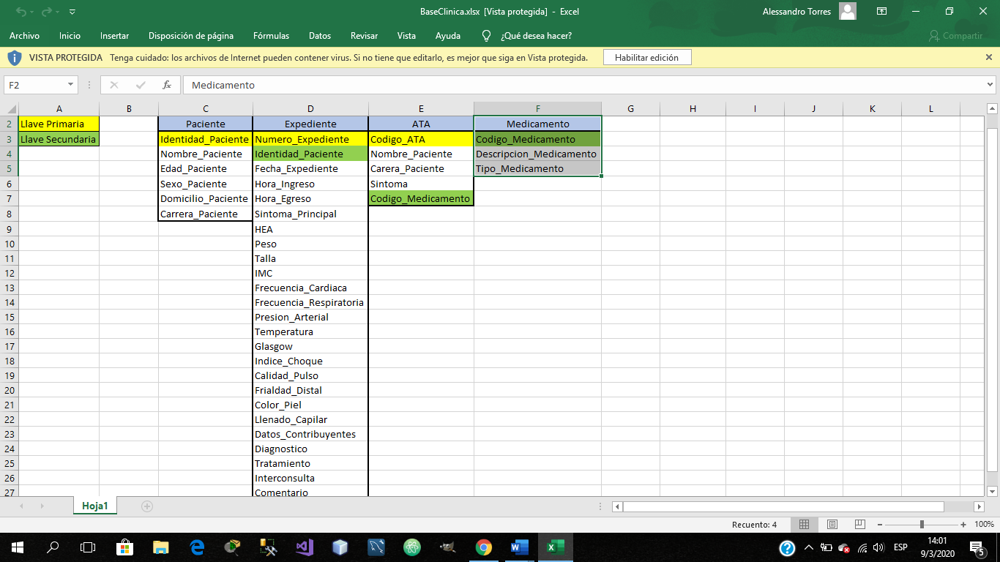 BaseClinica.xlsx [Vista protegida] - Excel
Alessandro Torres
Archivo Inicio Insertar Disposición de página Fórmulas Datos Revisar Vista Ayuda ¿Qué desea hacer? Compartir
VISTA PROTEGIDA Tenga cuidado: los archivos de Internet pueden contener virus. Si no tiene que editarlo, es mejor que siga en Vista protegida. Habilitar edición
F2 fx Medicamento
A B C D E F G H I J K L
2 Llave Primaria Paciente Expediente ATA Medicamento
3 Llave Secundaria Identidad_Paciente Numero_Expediente Codigo_ATA Codigo_Medicamento
4 Nombre_Paciente Identidad_Paciente Nombre_Paciente Descripcion_Medicamento
5 Edad_Paciente Fecha_Expediente Carera_Paciente Tipo_Medicamento
6 Sexo_Paciente Hora_Ingreso Sintoma
7 Domicilio_Paciente Hora_Egreso Codigo_Medicamento
8 Carrera_Paciente Sintoma_Principal
9 HEA
10 Peso
11 Talla
12 IMC
13 Frecuencia_Cardiaca
14 Frecuencia_Respiratoria
15 Presion_Arterial
16 Temperatura
17 Glasgow
18 Indice_Choque
19 Calidad_Pulso
20 Frialdad_Distal
21 Color_Piel
22 Llenado_Capilar
23 Datos_Contribuyentes
24 Diagnostico
25 Tratamiento
26 Interconsulta
27 Comentario
Hoja1
Recuento: 4 100%
ESP 14:01
9/3/2020 5